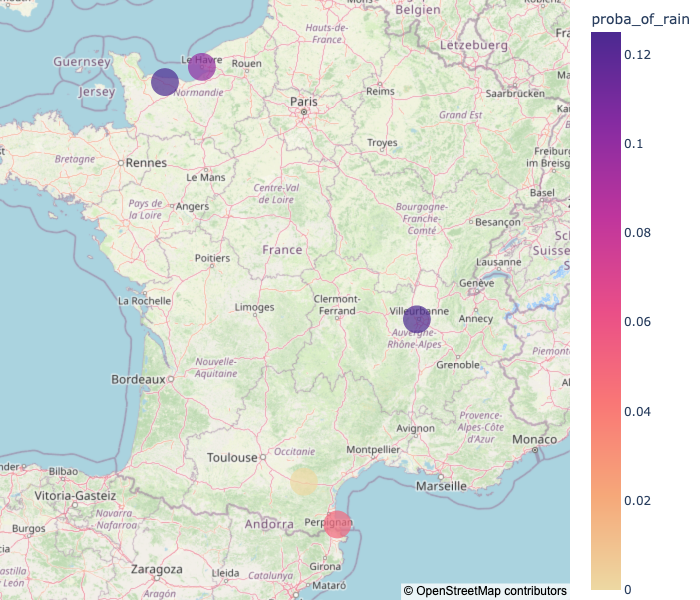 proba_of_rain
Belgien
Hauts-de-
France
Lëtzebuerg
Guernsey
Le Havre
Rouen
Jersey
Normandie
Reims
Saarbrücken
Paris
Grand Est
Troyes
Bretagne
Rennes
Freiburg
im Breisg
Le Mans
Centre-Val
de Loire
Basel
Pays de
la Loire
Angers
Bourgogne-
Franche-
Comté
Besançon
France
Poitiers
Lausanne
Suisse
Genève
La Rochelle
Limoges
Clermont-
Ferrand
Villeurbanne
Annecy
Auvergne-
Rhône-Alpes
Nouvelle-
Aquitaine
Grenoble
Piemont
Bordeaux
Provence-
Alpes-Côte
d'Azur
Avignon
Monaco
Toulouse
Occitanie
Montpellier
Bilbao
Marseille
Vitoria-Gasteiz
Navarra
Nafarroa
Andorra
Perpignan
Burgos
Girona
Zaragoza
Lleida
Catalunya
Mataró
Aragón
© OpenStreetMap contributors
0.12
0.1
0.08
0.06
0.04
0.02
0